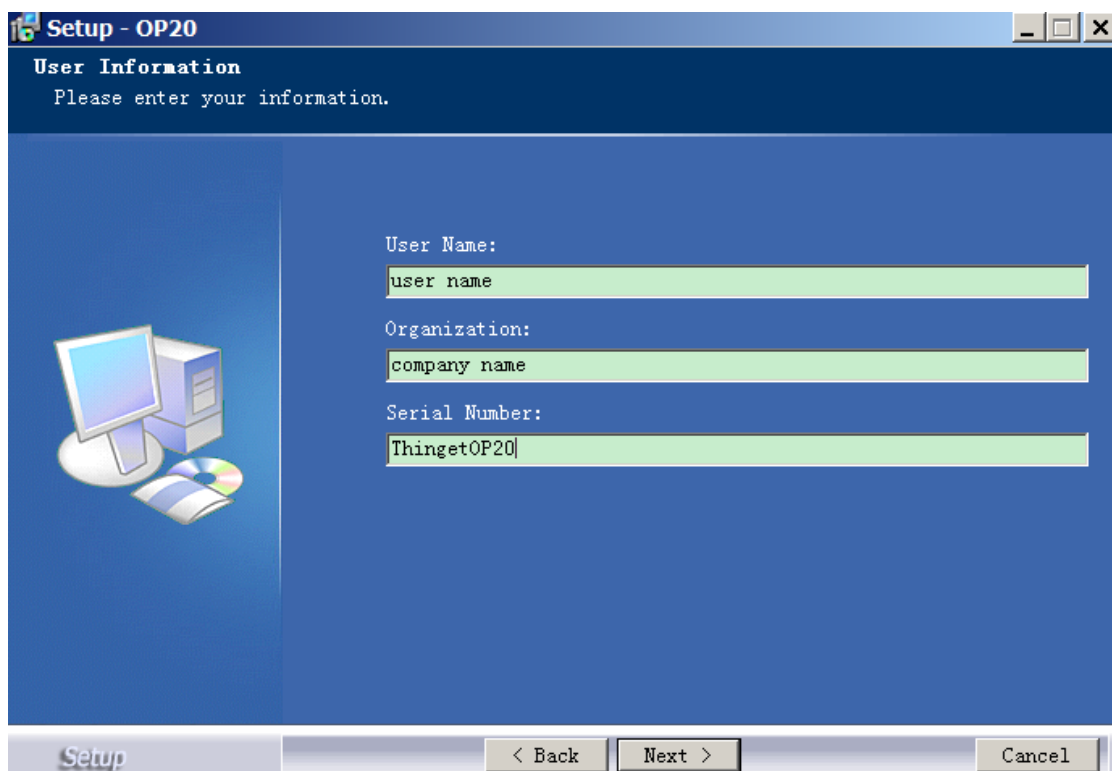 Setup - OP20
User Information
Please enter your information.
User Name:
user name
Organization:
company name
Serial Number:
ThingetOP20
Setup
< Back
Next >
Cancel